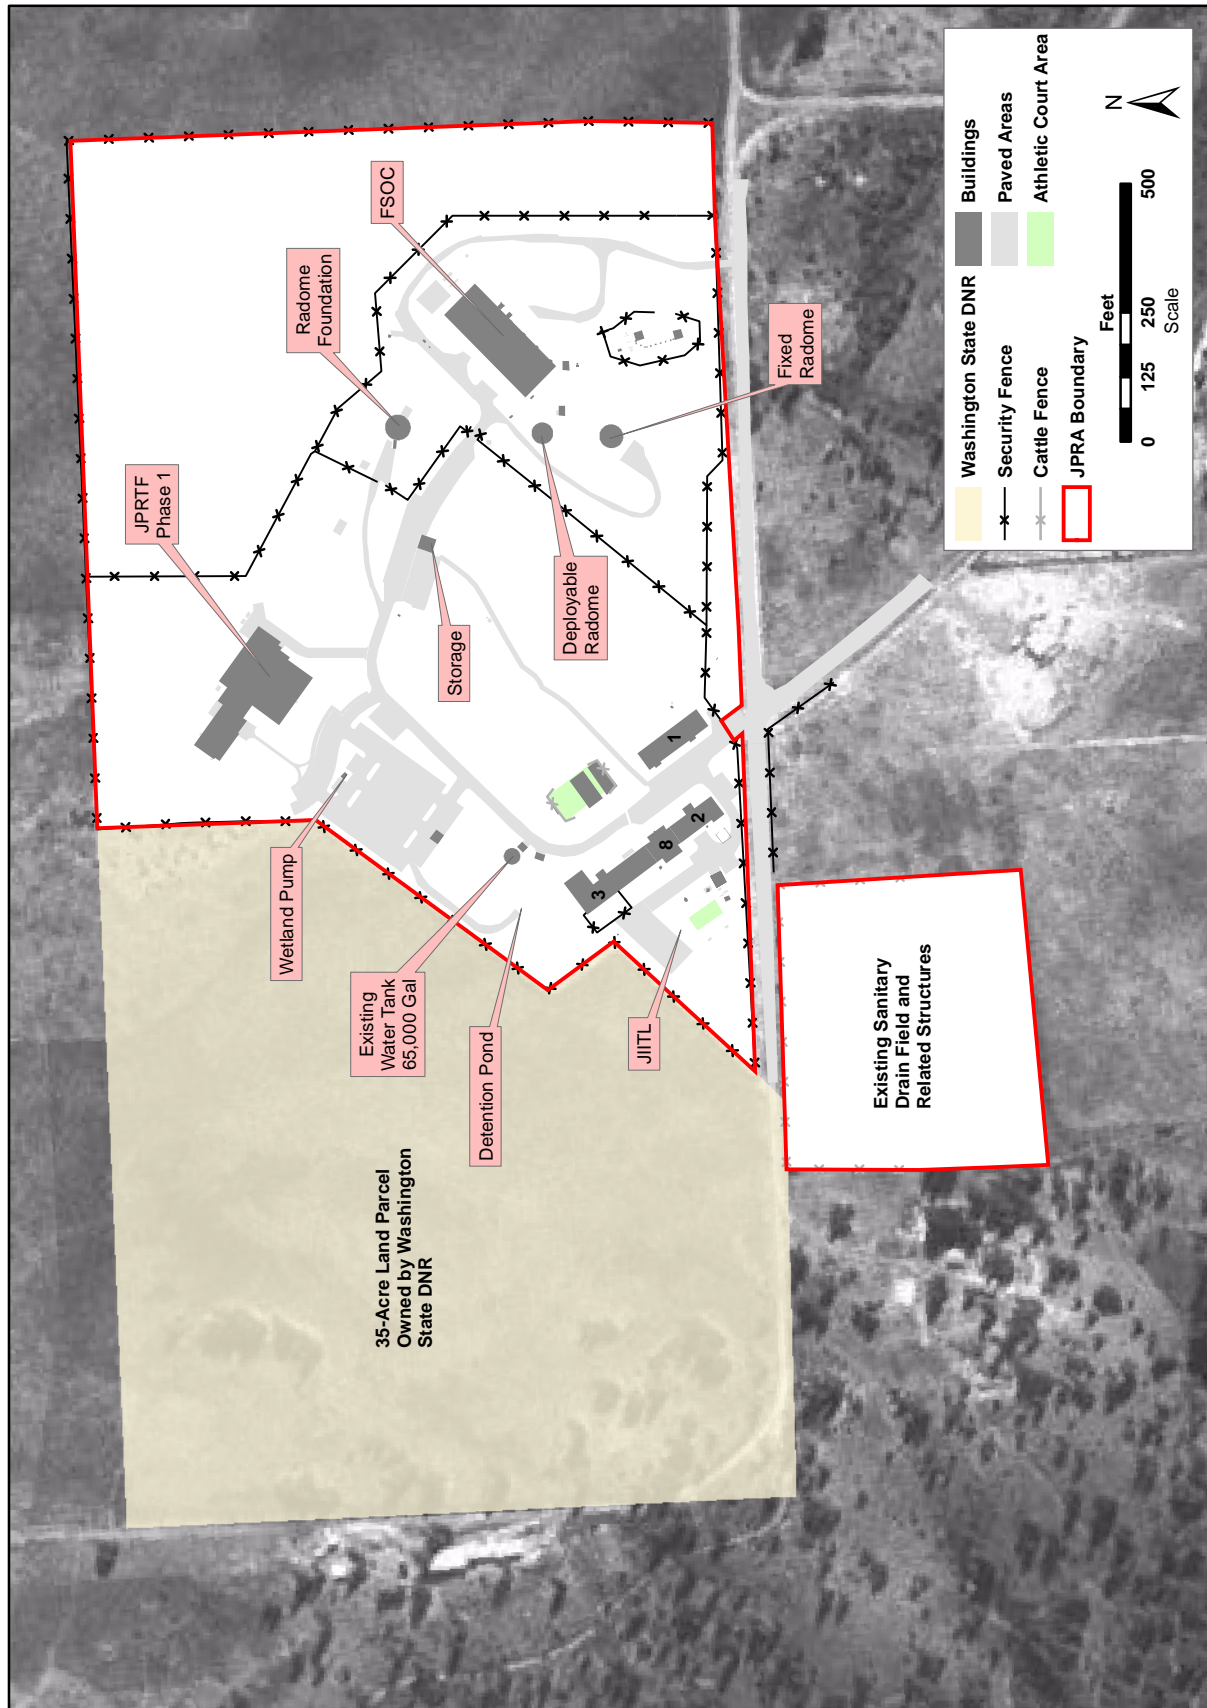 35-Acre Land Parcel
Owned by Washington
State DNR
Wetland Pump
Existing
Water Tank
65,000 Gal
Detention Pond
JIITL
JPRTF
Phase 1
Storage
Radome
Foundation
FSOC
Deployable
Radome
Fixed
Radome
3
8
2
1
Existing Sanitary
Drain Field and
Related Structures
Washington State DNR
Security Fence
Cattle Fence
JPRA Boundary
Buildings
Paved Areas
Athletic Court Area
Feet
0 125 250 500
Scale
N